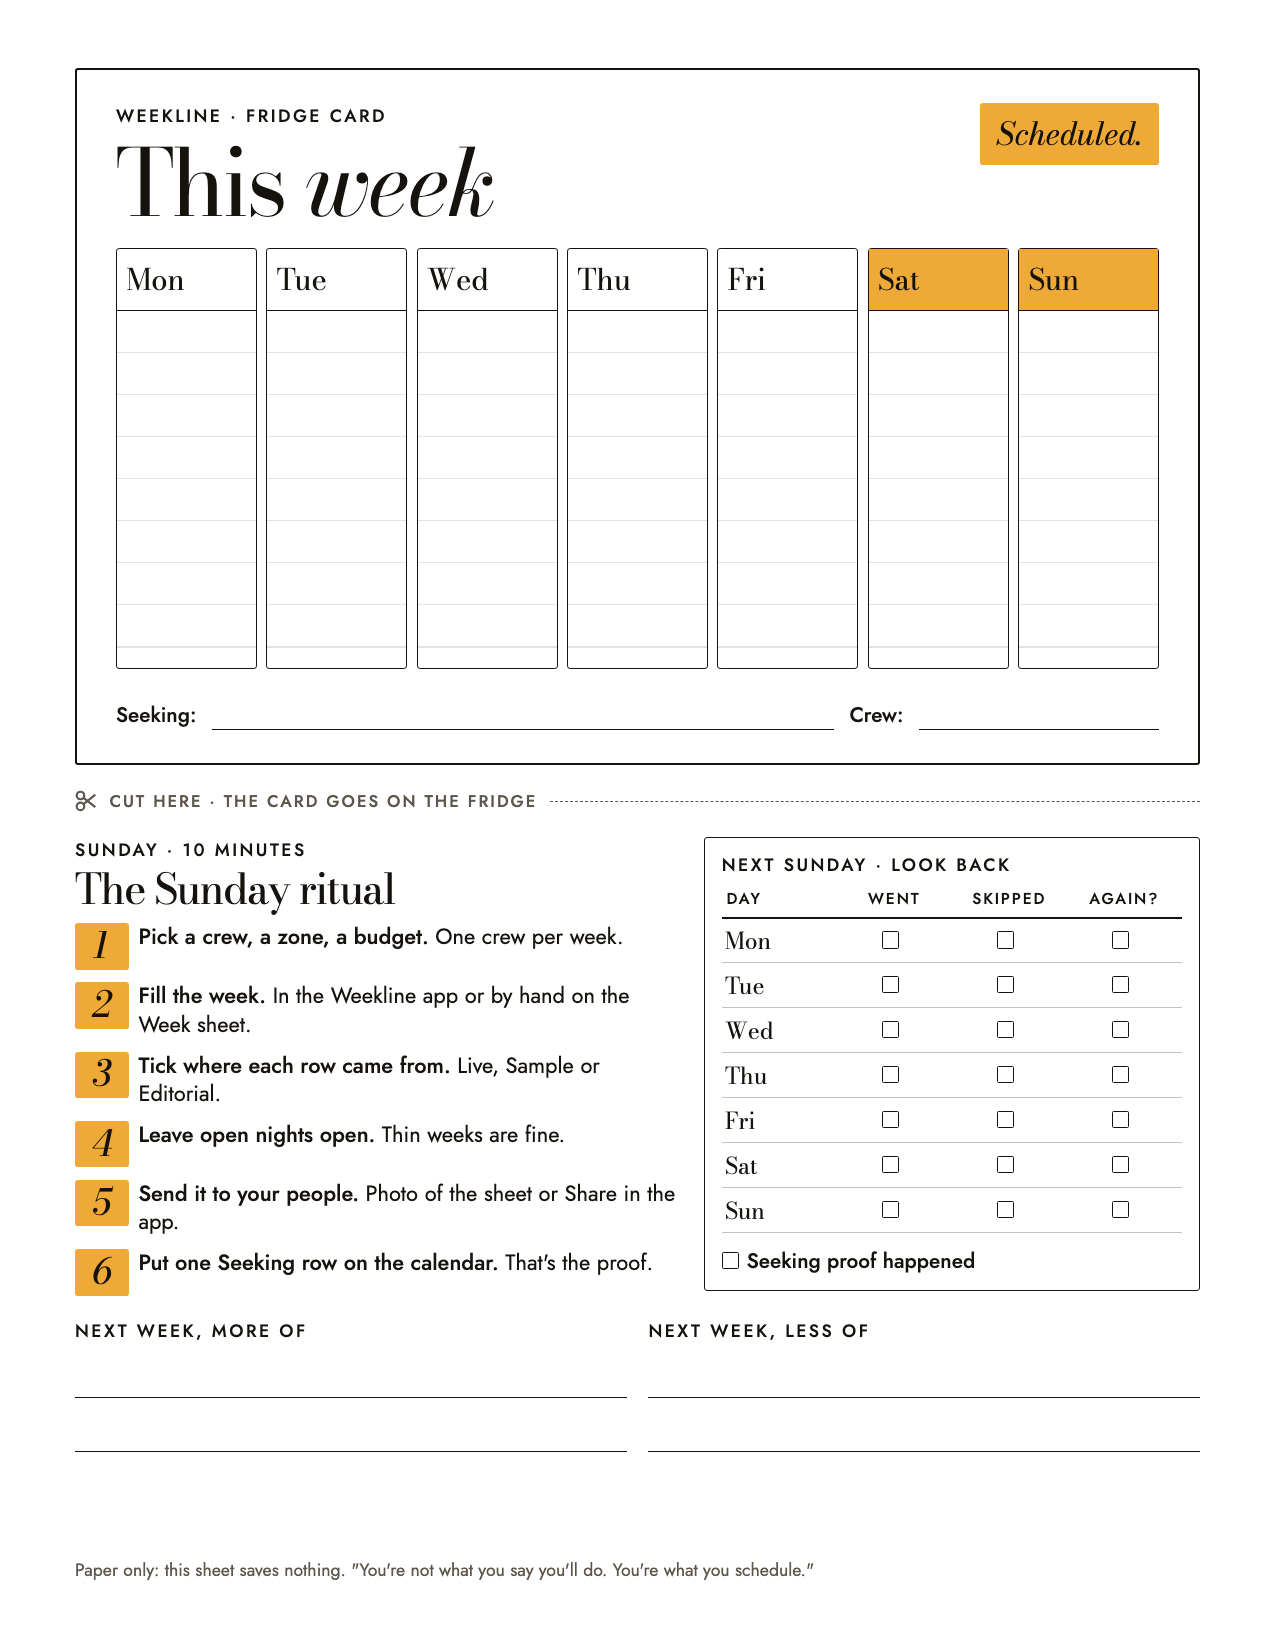 WEEKLINE · FRIDGE CARD
Scheduled.
This week
Mon Tue Wed Thu Fri Sat Sun
Seeking: Crew:
CUT HERE · THE CARD GOES ON THE FRIDGE
SUNDAY · 10 MINUTES
The Sunday ritual
1 Pick a crew, a zone, a budget. One crew per week.
2 Fill the week. In the Weekline app or by hand on the
Week sheet.
3 Tick where each row came from. Live, Sample or
Editorial.
4 Leave open nights open. Thin weeks are fine.
5 Send it to your people. Photo of the sheet or Share in the
app.
6 Put one Seeking row on the calendar. That's the proof.
NEXT SUNDAY · LOOK BACK
DAY WENT SKIPPED AGAIN?
Mon
Tue
Wed
Thu
Fri
Sat
Sun
Seeking proof happened
NEXT WEEK, MORE OF
NEXT WEEK, LESS OF
Paper only: this sheet saves nothing. "You're not what you say you'll do. You're what you schedule."